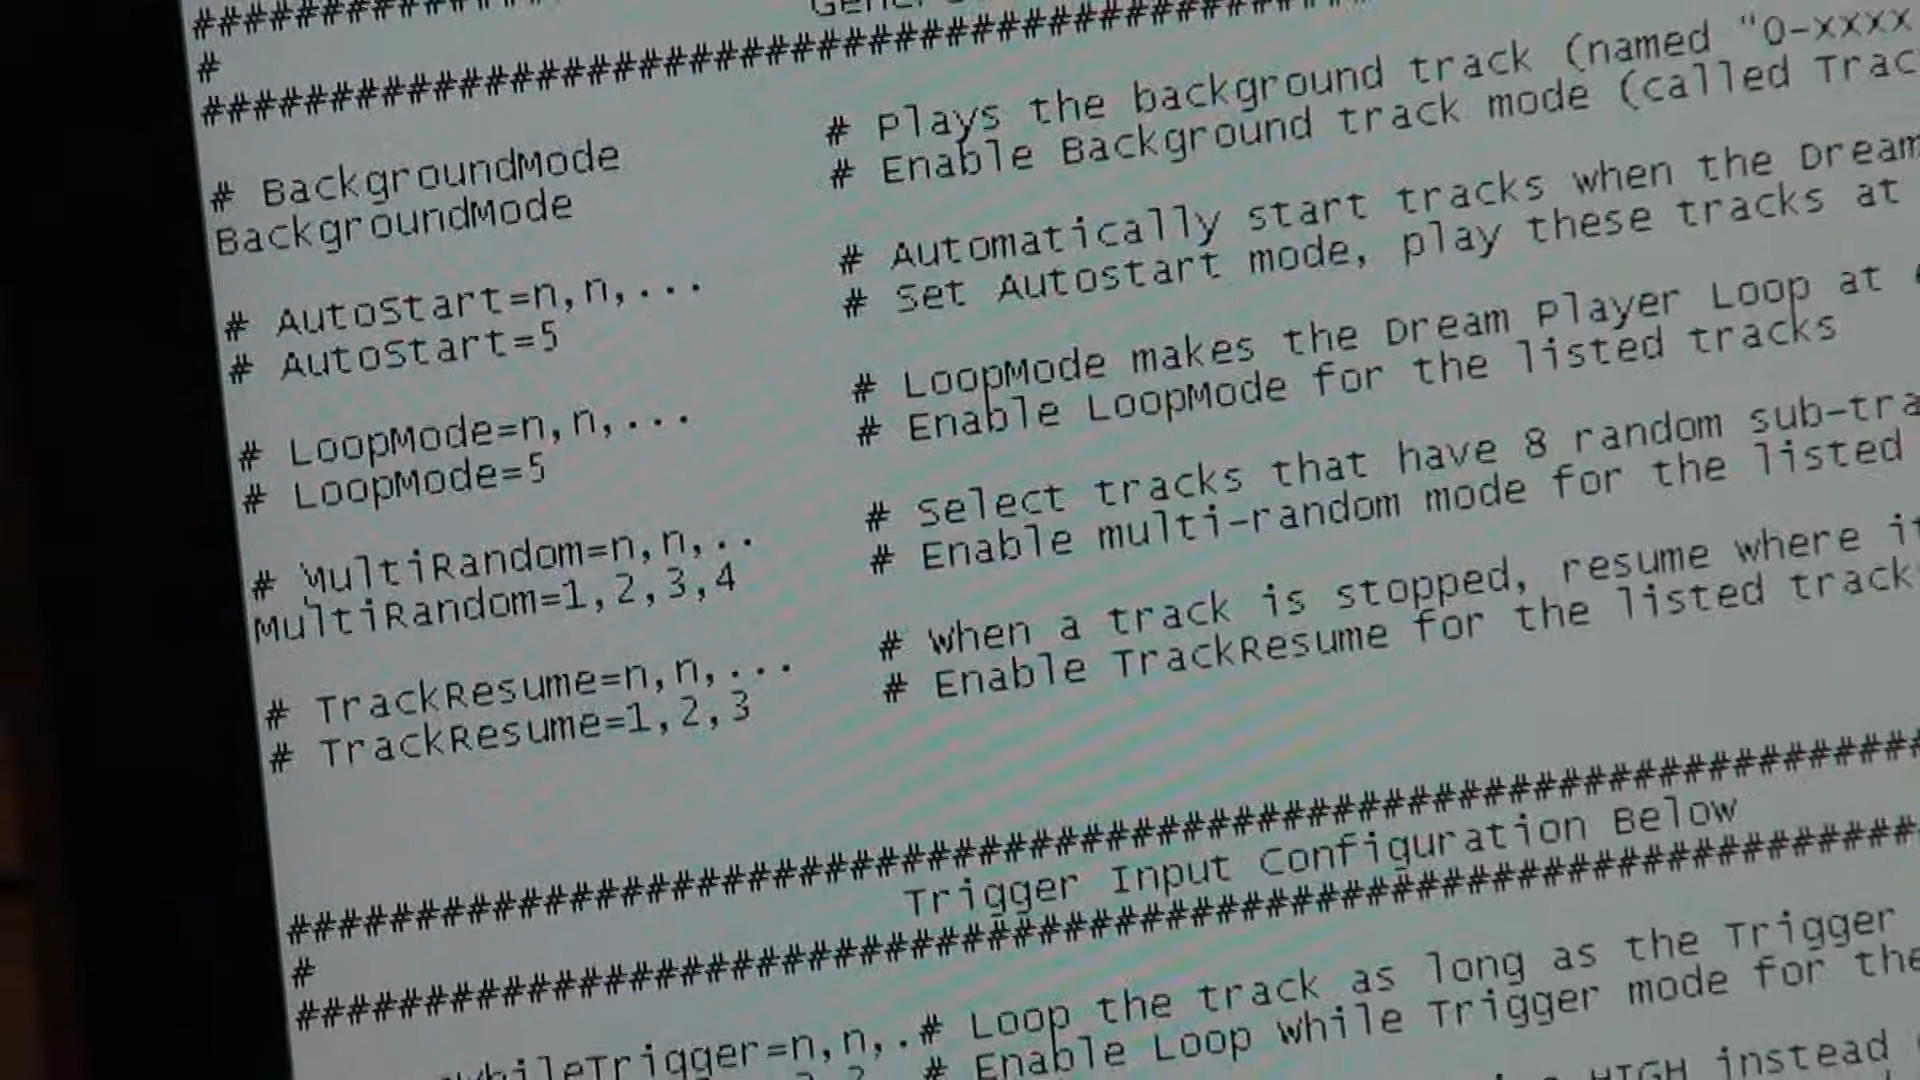 ##########
#
##########
# Plays the background track (named "0-xxxx
# BackgroundMode # Enable Background track mode (called Trac
BackgroundMode
# Automatically start tracks when the Dream
# AutoStart=n,n,... # Set Autostart mode, play these tracks at
# AutoStart=5
# LoopMode makes the Dream Player Loop at
# LoopMode=n,n,... # Enable LoopMode for the listed tracks
# LoopMode=5
# Select tracks that have 8 random sub-tra
# MultiRandom=n,n,.. # Enable multi-random mode for the listed
MultiRandom=1,2,3,4
# When a track is stopped, resume where it
# TrackResume=n,n,... # Enable TrackResume for the listed track
# TrackResume=1,2,3
##########
Trigger Input Configuration Below
#
##########
WhileTrigger=n,n,.# Loop the track as long as the Trigger
# Enable Loop while Trigger mode for the
HIGH instead